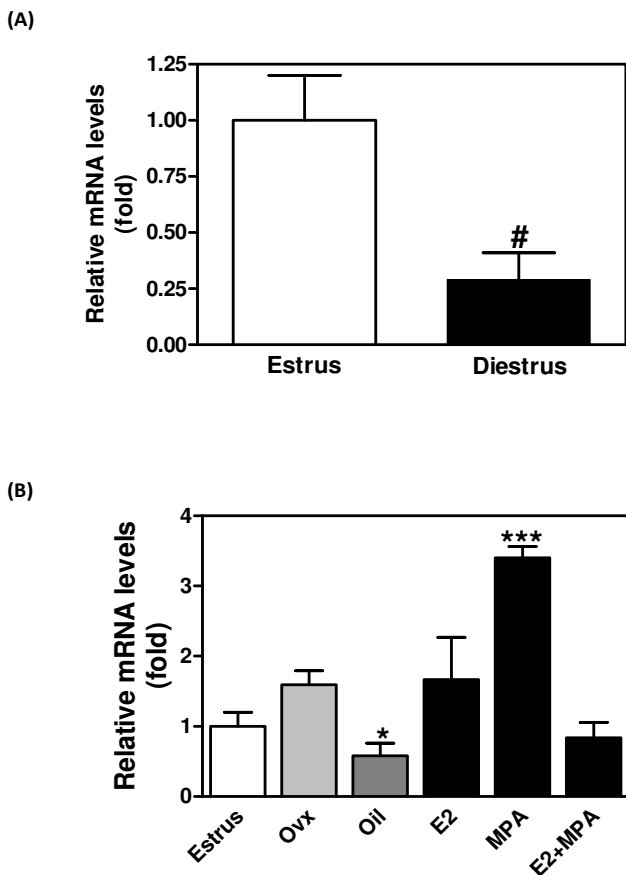 (A)
Relative mRNA levels
(fold)
1.25
1.00
0.75
0.50
0.25
0.00
#
Estrus
Diestrus
(B)
Relative mRNA levels
(fold)
4
3
2
1
0
*
***
Estrus
Ovx
Oil
E2
MPA
E2+MPA